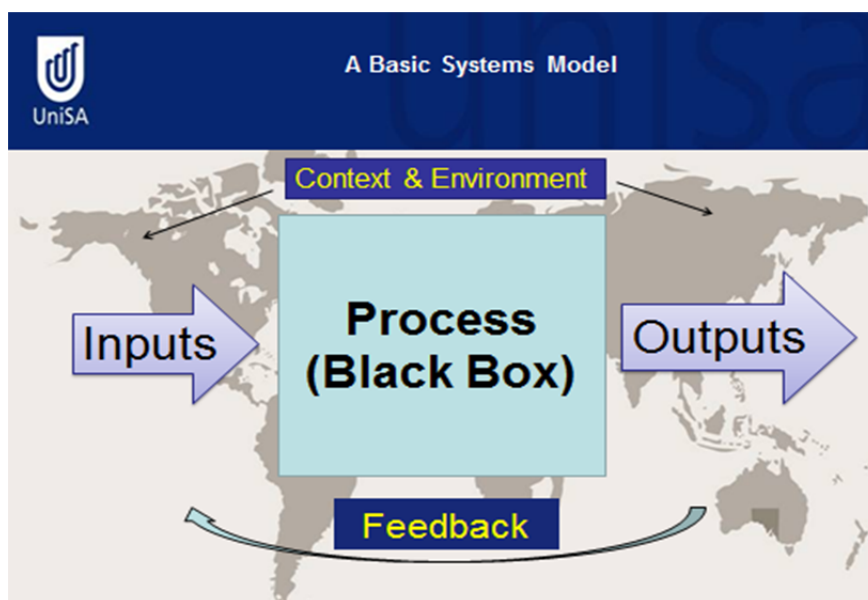 A Basic Systems Model
UniSA
Context & Environment
Inputs
Process
(Black Box)
Outputs
Feedback